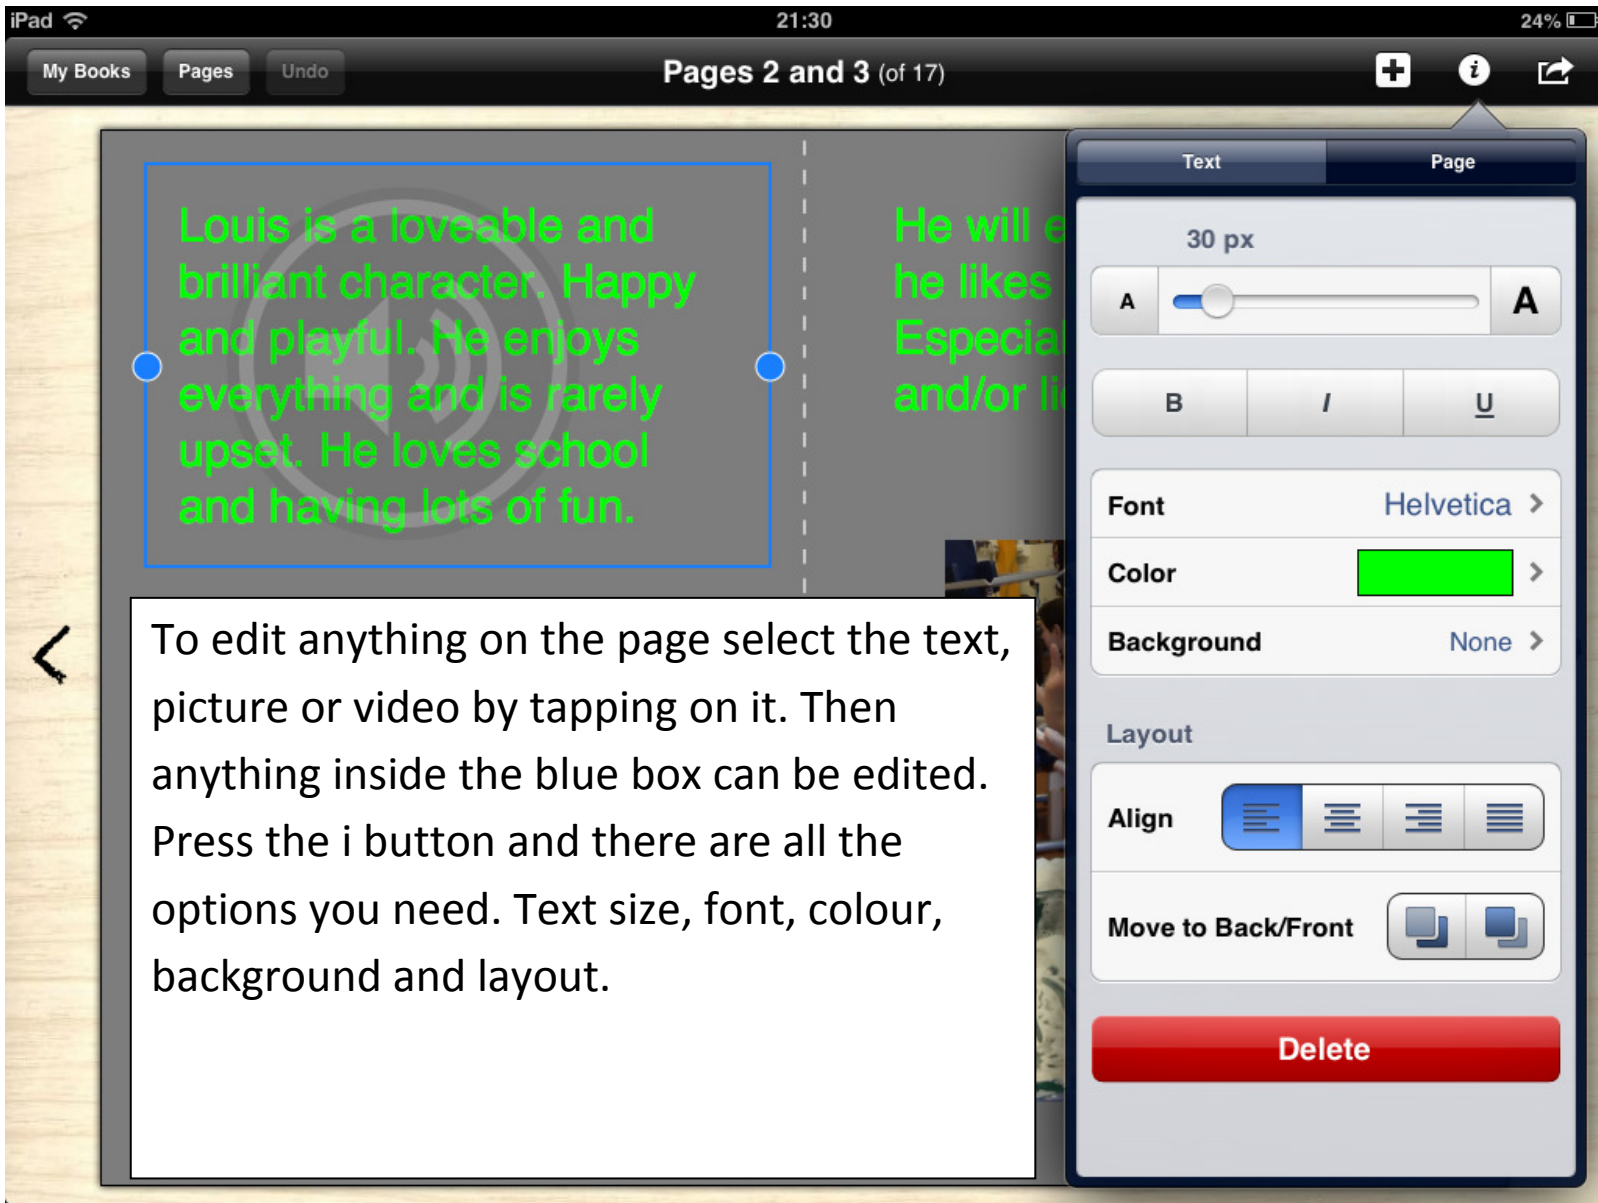 iPad 21:30 24%
My Books Pages Undo Pages 2 and 3 (of 17) i
Louis is a loveable and
brilliant character. Happy
and playful. He enjoys
everything and is rarely
upset. He loves school
and having lots of fun.
He will e
he likes
Especial
and/or li
To edit anything on the page select the text,
picture or video by tapping on it. Then
anything inside the blue box can be edited.
Press the i button and there are all the
options you need. Text size, font, colour,
background and layout.
Text Page
30 px
A A
B I U
Font Helvetica
Color
Background None
Layout
Align
Move to Back/Front
Delete